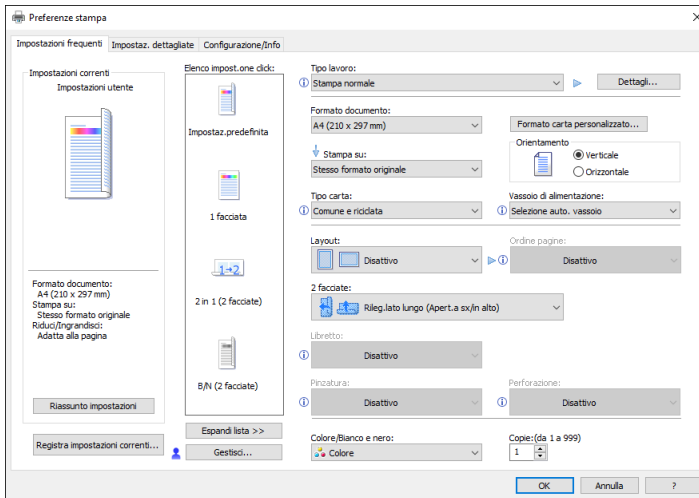 Preferenze stampa
Impostazioni frequenti
Impostaz. dettagliate
Configurazione/Info
Impostazioni correnti
Impostazioni utente
Formato documento:
A4 (210 x 297 mm)
Stampa su:
Stesso formato originale
Riduci/Ingrandisci:
Adatta alla pagina
Riassunto impostazioni
Registra impostazioni correnti...
Elenco impost.one click:
Impostaz.predefinita
1 facciata
1→2
2 in 1 (2 facciate)
B/N (2 facciate)
Espandi lista >>
Gestisci...
Tipo lavoro:
Stampa normale
Dettagli...
Formato documento:
A4 (210 x 297 mm)
Formato carta personalizzato...
Stampa su:
Stesso formato originale
Orientamento
Verticale
Orizzontale
Tipo carta:
Comune e riciclata
Vassoio di alimentazione:
Selezione auto. vassoio
Layout:
Disattivo
Ordine pagine:
Disattivo
2 facciate:
Rileg.lato lungo (Apert.a sx/in alto)
Libretto:
Disattivo
Pinzatura:
Disattivo
Perforazione:
Disattivo
Colore/Bianco e nero:
Colore
Copie:(da 1 a 999)
1
OK
Annulla
?